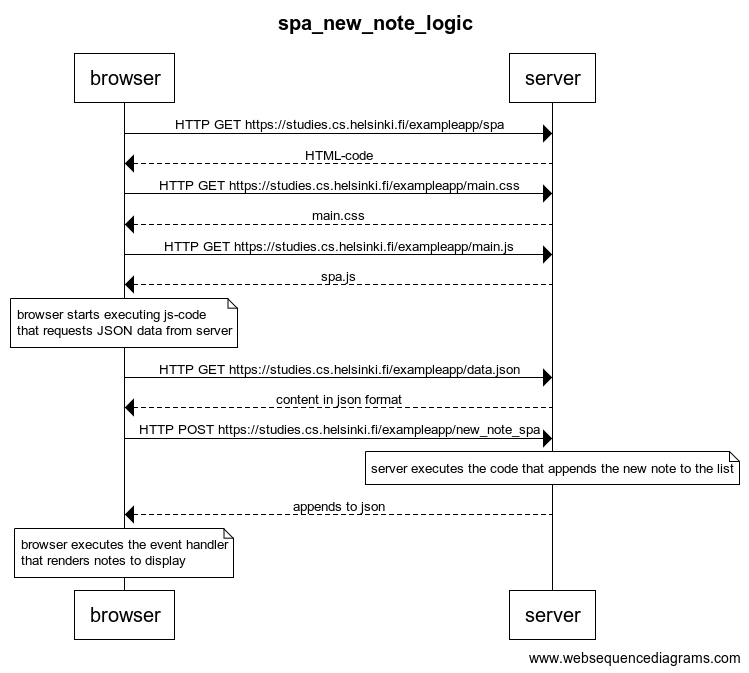 spa_new_note_logic
browser
server
HTTP GET https://studies.cs.helsinki.fi/exampleapp/spa
HTML-code
HTTP GET https://studies.cs.helsinki.fi/exampleapp/main.css
main.css
HTTP GET https://studies.cs.helsinki.fi/exampleapp/main.js
spa.js
browser starts executing js-code
that requests JSON data from server
HTTP GET https://studies.cs.helsinki.fi/exampleapp/data.json
content in json format
HTTP POST https://studies.cs.helsinki.fi/exampleapp/new_note_spa
server executes the code that appends the new note to the list
appends to json
browser executes the event handler
that renders notes to display
browser
server
www.websequencediagrams.com